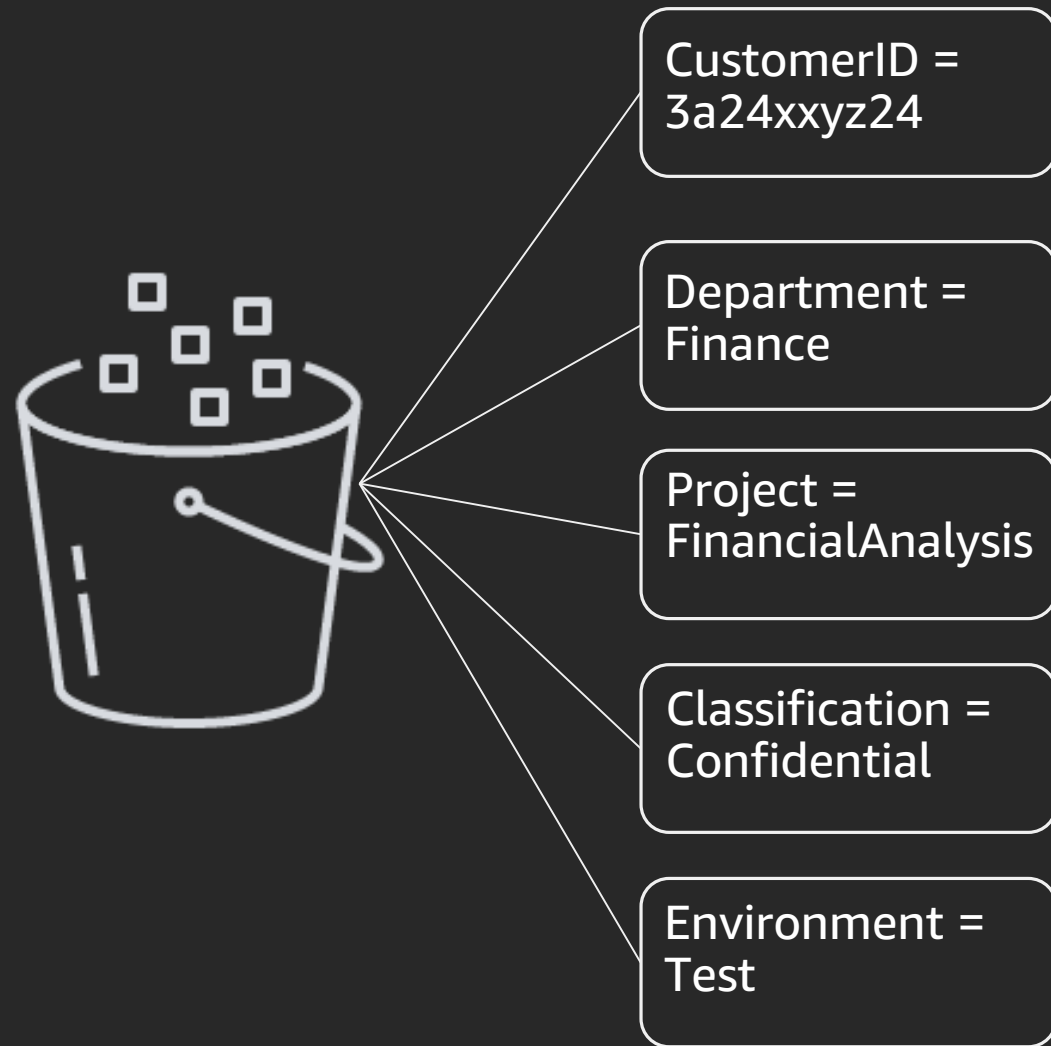 CustomerID =
3a24xxyz24
Department =
Finance
Project =
FinancialAnalysis
Classification =
Confidential
Environment =
Test